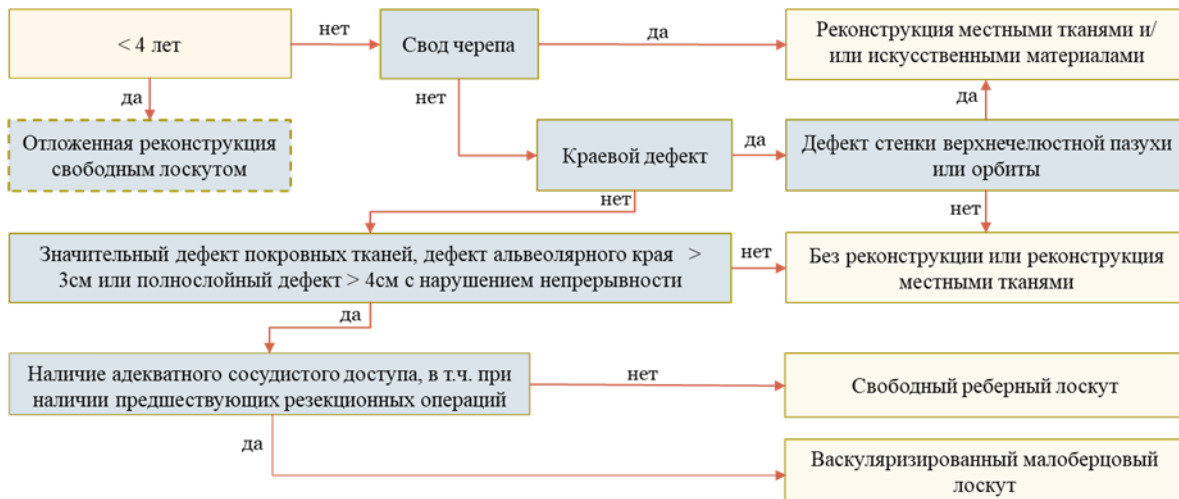 < 4 лет
нет
Свод черепа
да
Реконструкция местными тканями и/
или искусственными материалами
да
нет
да
Отложенная реконструкция
свободным лоскутом
Краевой дефект
да
Дефект стенки верхнечелюстной пазухи
или орбиты
нет
нет
Значительный дефект покровных тканей, дефект альвеолярного края >
3см или полнослойный дефект > 4см с нарушением непрерывности
нет
Без реконструкции или реконструкция
местными тканями
да
Наличие адекватного сосудистого доступа, в т.ч. при
наличии предшествующих резекционных операций
нет
Свободный реберный лоскут
да
Васкуляризированный малоберцовый
лоскут